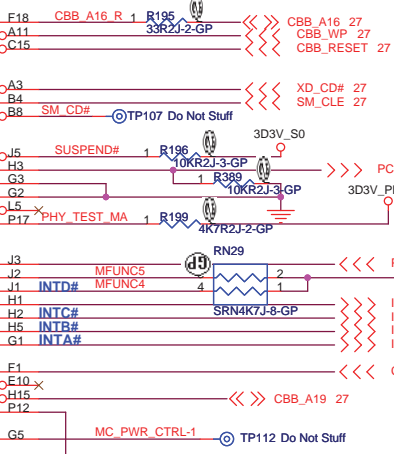 F18 CBB_A16_R 1 R195 CBB_A16 27
A11 33R2J-2-GP CBB_WP 27
C15 CBB_RESET 27
A3 XD_CD# 27
B4 SM_CLE 27
B8 SM_CD# TP107 Do Not Stuff
3D3V_S0
J5 SUSPEND# 1 R196
H3 10KR2J-3-GP PC
G3 1 R389
G2 10KR2J-3-GP 3D3V_P
L5
P17 PHY_TEST_MA 1 R199
4K7R2J-2-GP
RN29
J3 GP
J2 MFUNC5 3 2
J1 INTD# MFUNC4 4 1
H1 SRN4K7J-8-GP
H2 INTC#
H5 INTB#
G1 INTA#
F1
E10
H15 CBB_A19 27
P12
G5 MC_PWR_CTRL-1 TP112 Do Not Stuff